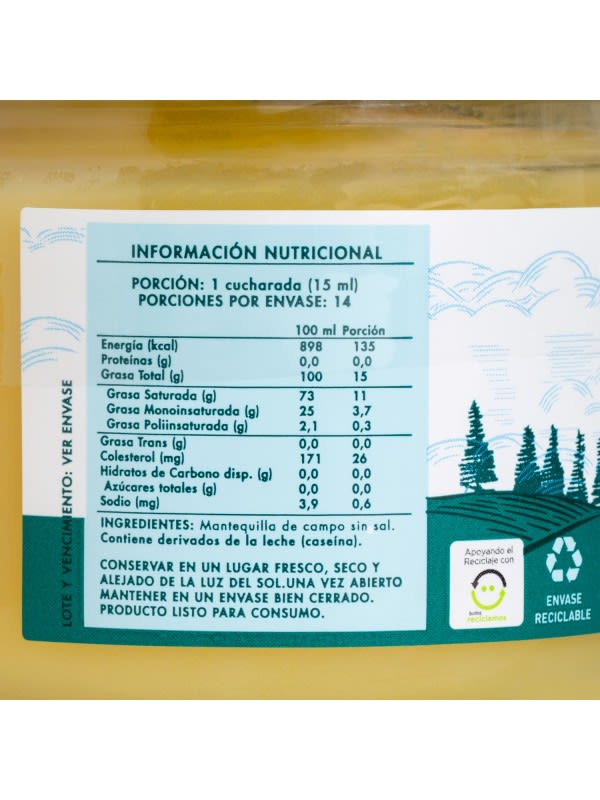 INFORMACIÓN NUTRICIONAL
PORCIÓN: 1 cucharada (15 ml)
PORCIONES POR ENVASE: 14
100 ml Porción
Energía (kcal) 898 135
Proteínas (g) 0,0 0,0
Grasa Total (g) 100 15
Grasa Saturada (g) 73 11
Grasa Monoinsaturada (g) 25 3,7
Grasa Poliinsaturada (g) 2,1 0,3
Grasa Trans (g) 0,0 0,0
Colesterol (mg) 171 26
Hidratos de Carbono disp. (g) 0,0 0,0
Azúcares totales (g) 0,0 0,0
Sodio (mg) 3,9 0,6
INGREDIENTES: Mantequilla de campo sin sal.
Contiene derivados de la leche (caseína).
CONSERVAR EN UN LUGAR FRESCO, SECO Y
ALEJADO DE LA LUZ DEL SOL.UNA VEZ ABIERTO
MANTENER EN UN ENVASE BIEN CERRADO.
PRODUCTO LISTO PARA CONSUMO.
LOTE Y VENCIMIENTO: VER ENVASE
Apoyando el
Reciclaje con
reciclemos
ENVASE
RECICLABLE